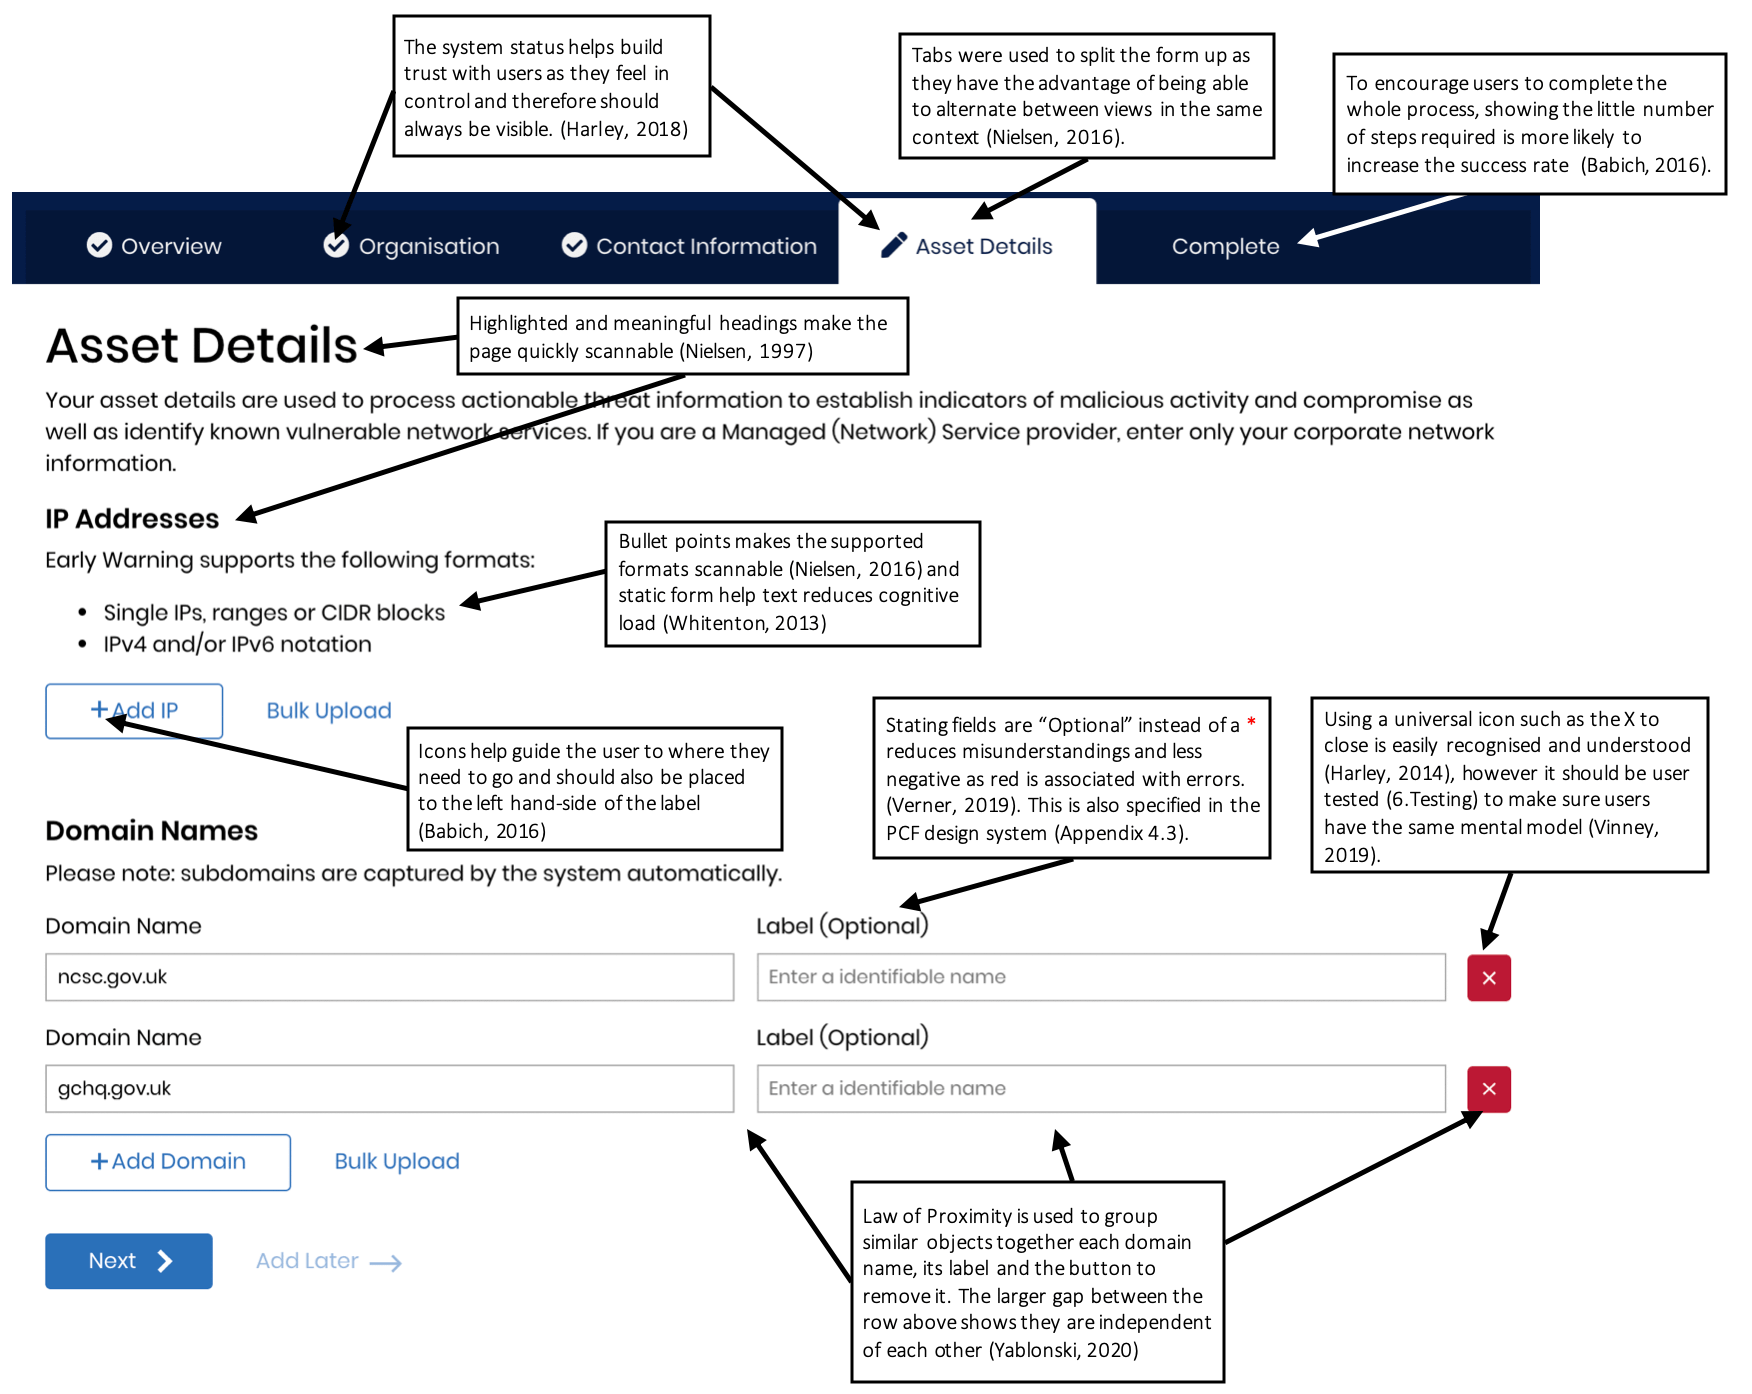 The system status helps build
trust with users as they feel in
control and therefore should
always be visible. (Harley, 2018)
Tabs were used to split the form up as
they have the advantage of being able
to alternate between views in the same
context (Nielsen, 2016).
To encourage users to complete the
whole process, showing the little number
of steps required is more likely to
increase the success rate (Babich, 2016).
Overview
Organisation
Contact Information
Asset Details
Complete
Asset Details
Highlighted and meaningful headings make the
page quickly scannable (Nielsen, 1997)
Your asset details are used to process actionable threat information to establish indicators of malicious activity and compromise as
well as identify known vulnerable network services. If you are a Managed (Network) Service provider, enter only your corporate network
information.
IP Addresses
Early Warning supports the following formats:
• Single IPs, ranges or CIDR blocks
• IPv4 and/or IPv6 notation
Bullet points makes the supported
formats scannable (Nielsen, 2016) and
static form help text reduces cognitive
load (Whitenton, 2013)
+Add IP
Bulk Upload
Icons help guide the user to where they
need to go and should also be placed
to the left hand-side of the label
(Babich, 2016)
Stating fields are “Optional” instead of a *
reduces misunderstandings and less
negative as red is associated with errors.
(Verner, 2019). This is also specified in the
PCF design system (Appendix 4.3).
Using a universal icon such as the X to
close is easily recognised and understood
(Harley, 2014), however it should be user
tested (6.Testing) to make sure users
have the same mental model (Vinney,
2019).
Domain Names
Please note: subdomains are captured by the system automatically.
Domain Name
Label (Optional)
ncsc.gov.uk
Enter a identifiable name
×
Domain Name
Label (Optional)
gchq.gov.uk
Enter a identifiable name
×
+Add Domain
Bulk Upload
Next
Add Later
Law of Proximity is used to group
similar objects together each domain
name, its label and the button to
remove it. The larger gap between the
row above shows they are independent
of each other (Yablonski, 2020)